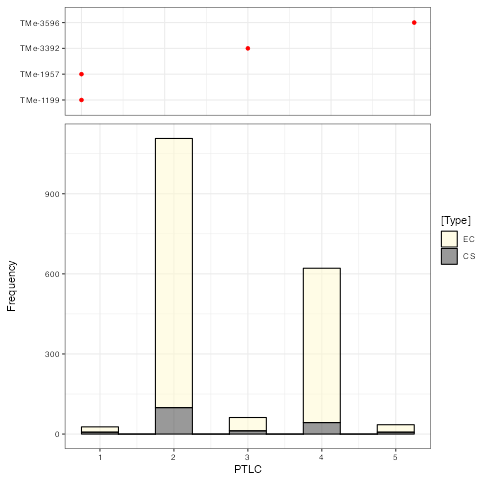 TMe-3596
TMe-3392
TMe-1957
TMe-1199
900
600
300
0
Frequency
1 2 3 4 5
PTLC
[Type]
EC
CS